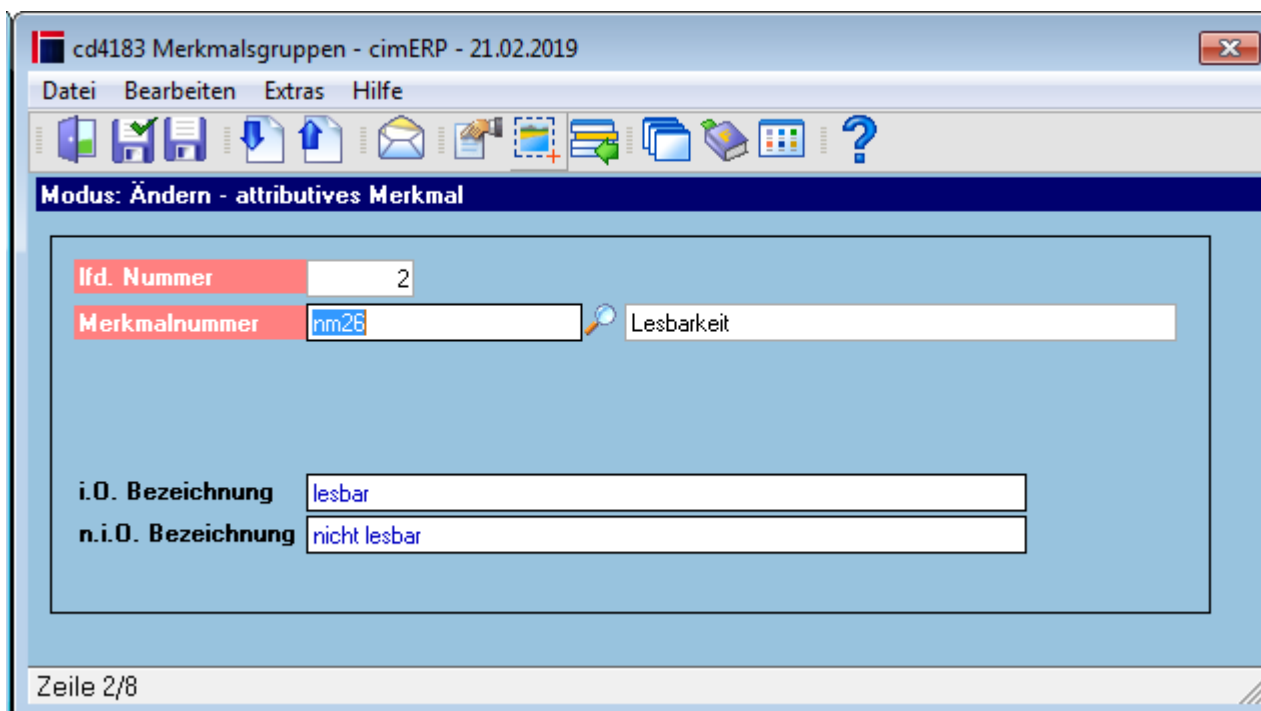 cd4183 Merkmalsgruppen - cimERP - 21.02.2019
Datei Bearbeiten Extras Hilfe
Modus: Ändern - attributives Merkmal
lfd. Nummer 2
Merkmalnummer nm26 Lesbarkeit
i.O. Bezeichnung lesbar
n.i.O. Bezeichnung nicht lesbar
Zeile 2/8